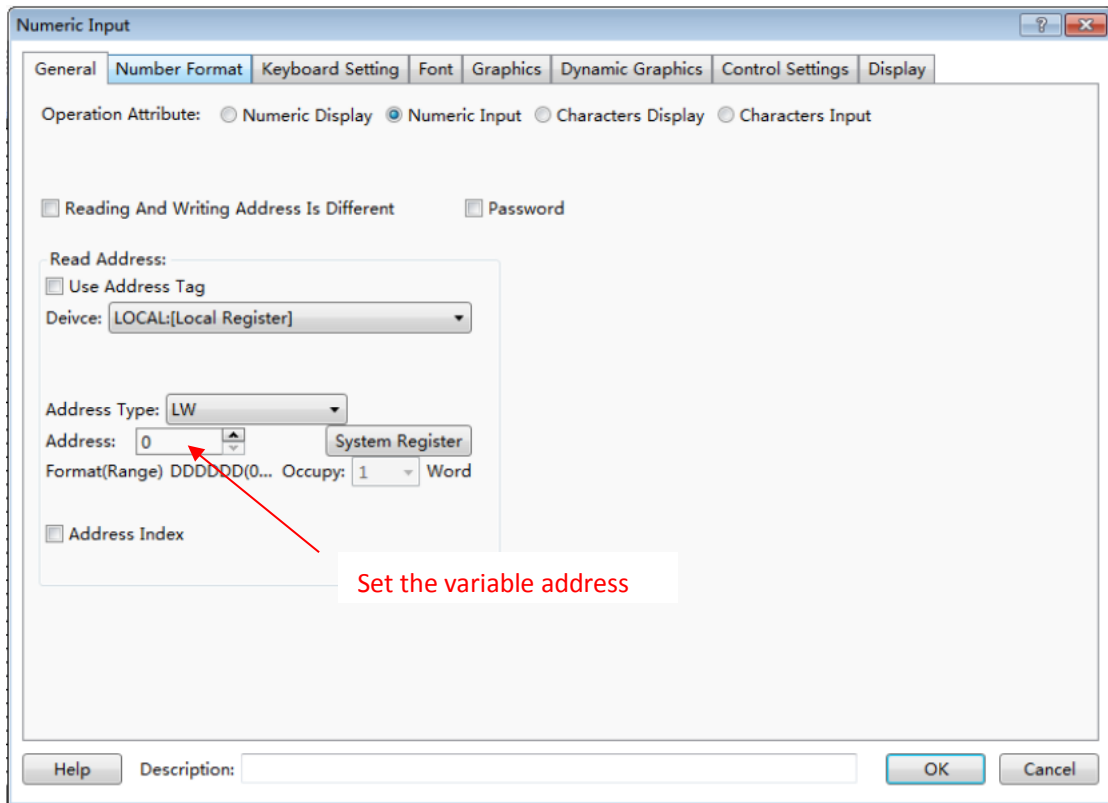 Numeric Input
General Number Format Keyboard Setting Font Graphics Dynamic Graphics Control Settings Display
Operation Attribute: Numeric Display Numeric Input Characters Display Characters Input
Reading And Writing Address Is Different Password
Read Address:
Use Address Tag
Deivce: LOCAL:[Local Register]
Address Type: LW
Address: 0 System Register
Format(Range) DDDDDD(0... Occupy: 1 Word
Address Index
Set the variable address
Help Description: OK Cancel